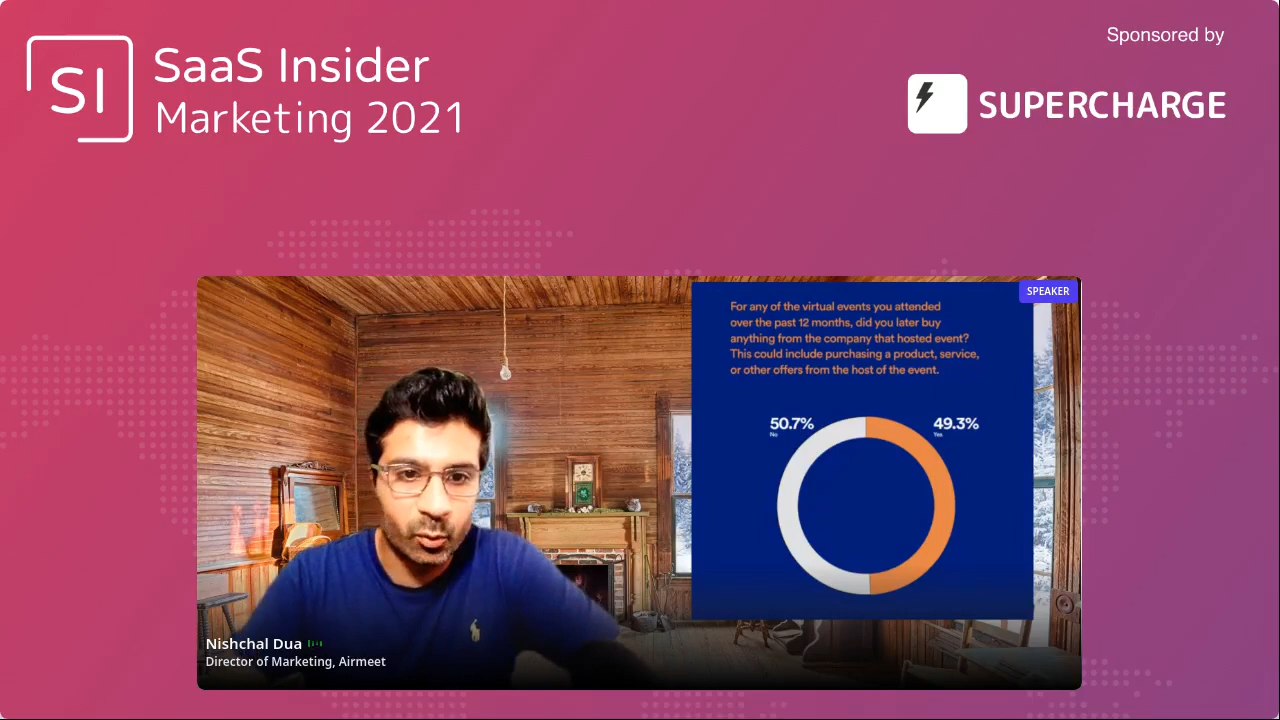 SI
SaaS Insider
Marketing 2021
Sponsored by
SUPERCHARGE
SPEAKER
For any of the virtual events you attended
over the past 12 months, did you later buy
anything from the company that hosted event?
This could include purchasing a product, service,
or other offers from the host of the event.
50.7%
No
49.3%
Yes
Nishchal Dua
Director of Marketing, Airmeet